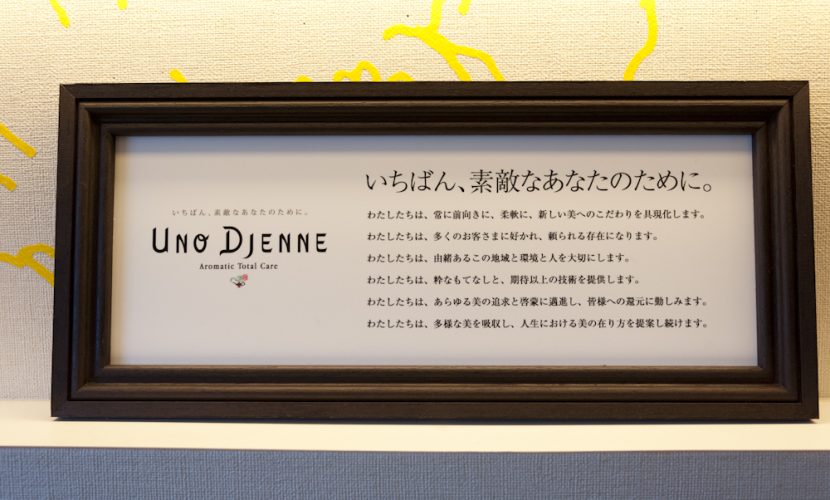 いちばん、素敵なあなたのために。
UNO DJENNE
Aromatic Total Care
いちばん、素敵なあなたのために。
わたしたちは、常に前向きに、柔軟に、新しい美へのこだわりを具現化します。
わたしたちは、多くのお客さまに好かれ、頼られる存在になります。
わたしたちは、由緒あるこの地域と環境と人を大切にします。
わたしたちは、粋なもてなしと、期待以上の技術を提供します。
わたしたちは、あらゆる美の追求と啓蒙に邁進し、皆様への還元に勤しみます。
わたしたちは、多様な美を吸収し、人生における美の在り方を提案し続けます。